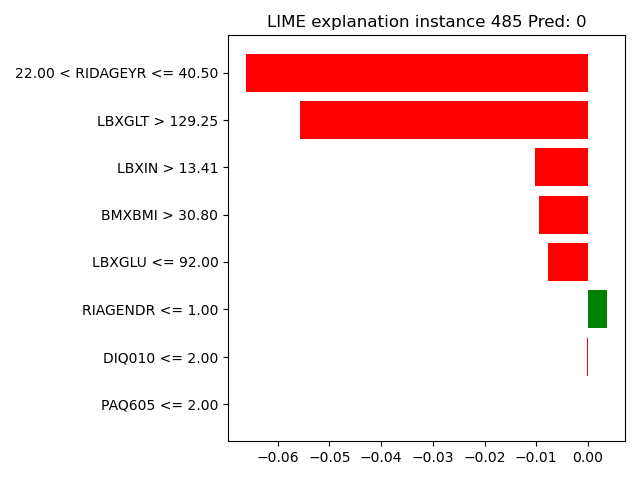 LIME explanation instance 485 Pred: 0
22.00 < RIDAGEYR <= 40.50
LBXGLT > 129.25
LBXIN > 13.41
BMXBMI > 30.80
LBXGLU <= 92.00
RIAGENDR <= 1.00
DIQ010 <= 2.00
PAQ605 <= 2.00
−0.06 −0.05 −0.04 −0.03 −0.02 −0.01 0.00